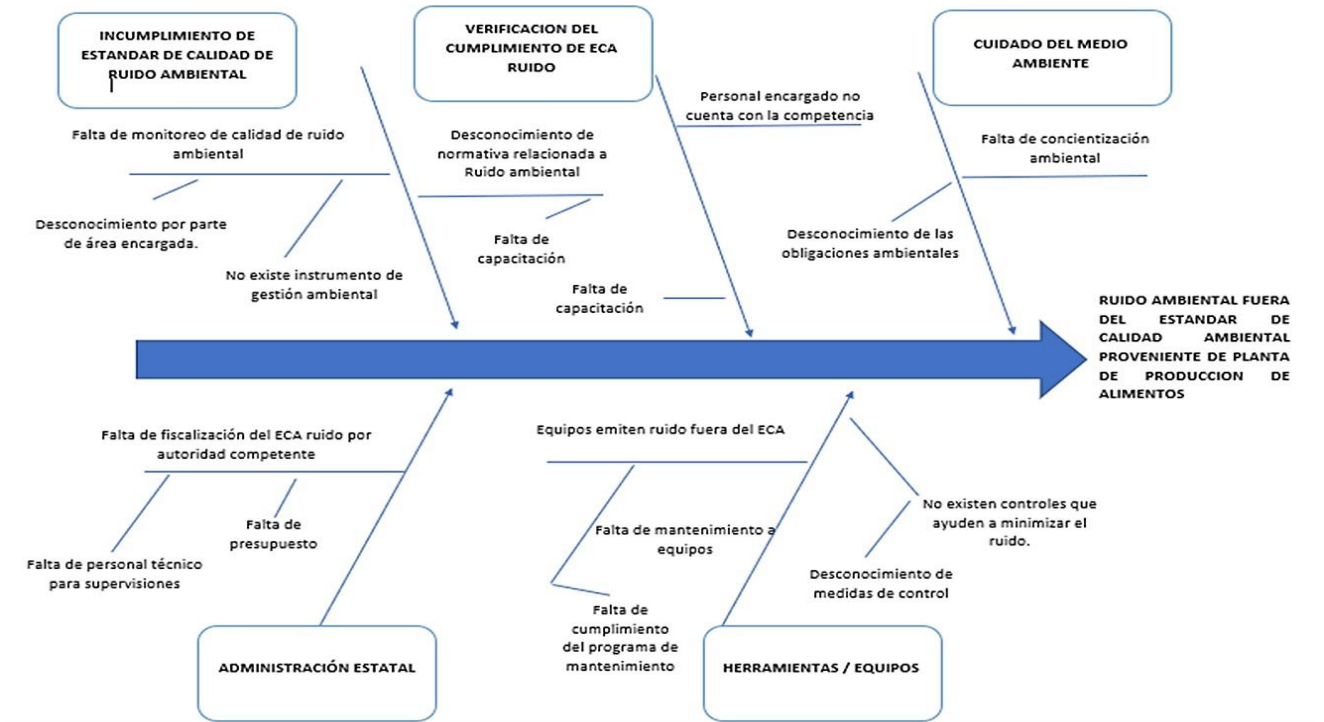 INCUMPLIMIENTO DE
ESTANDAR DE CALIDAD DE
RUIDO AMBIENTAL
VERIFICACION DEL
CUMPLIMIENTO DE ECA
RUIDO
CUIDADO DEL MEDIO
AMBIENTE
Falta de monitoreo de calidad de ruido
ambiental
Desconocimiento por parte
de área encargada.
No existe instrumento de
gestión ambiental
Desconocimiento de
normativa relacionada a
Ruido ambiental
Falta de
capacitación
Personal encargado no
cuenta con la competencia
Falta de
capacitación
Falta de concientización
ambiental
Desconocimiento de las
obligaciones ambientales
RUIDO AMBIENTAL FUERA
DEL ESTANDAR DE
CALIDAD AMBIENTAL
PROVENIENTE DE PLANTA
DE PRODUCCION DE
ALIMENTOS
Falta de fiscalización del ECA ruido por
autoridad competente
Falta de personal técnico
para supervisiones
Falta de
presupuesto
Equipos emiten ruido fuera del ECA
Falta de mantenimiento a
equipos
Falta de
cumplimiento
del programa de
mantenimiento
No existen controles que
ayuden a minimizar el
ruido.
Desconocimiento de
medidas de control
ADMINISTRACIÓN ESTATAL
HERRAMIENTAS / EQUIPOS